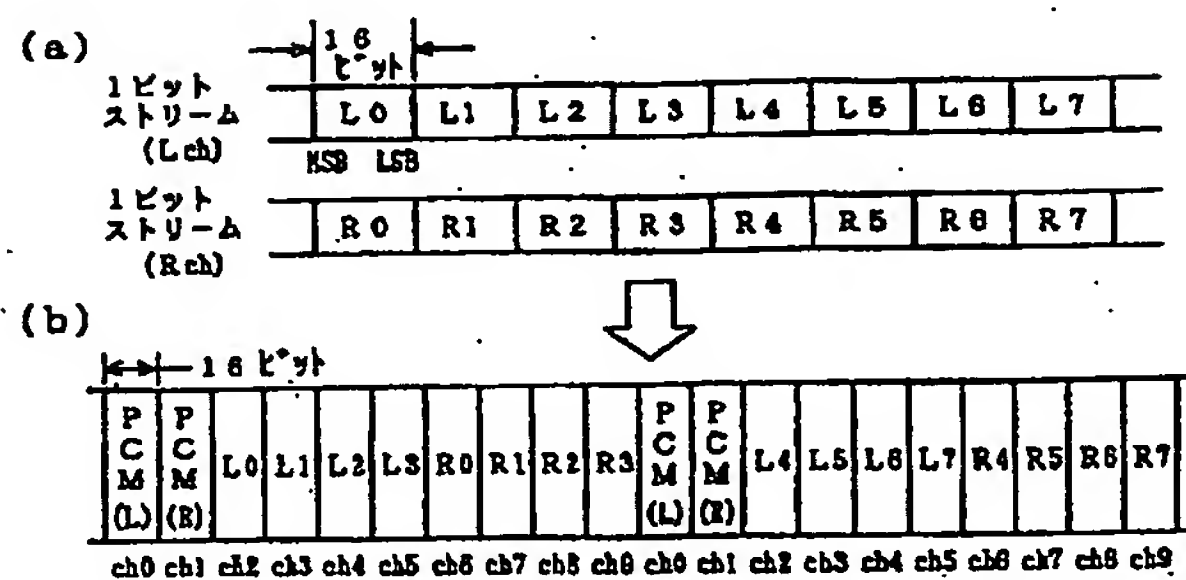 (a)
16
ビット
1ビット
ストリーム
(Lch)
L0 L1 L2 L3 L4 L5 L6 L7
MSB LSB
1ビット
ストリーム
(Rch)
R0 R1 R2 R3 R4 R5 R6 R7
(b)
16ビット
PCM(L) PCM(R) L0 L1 L2 L3 R0 R1 R2 R3 PCM(L) PCM(R) L4 L5 L6 L7 R4 R5 R6 R7
ch0 ch1 ch2 ch3 ch4 ch5 ch6 ch7 ch8 ch9 ch0 ch1 ch2 ch3 ch4 ch5 ch6 ch7 ch8 ch9